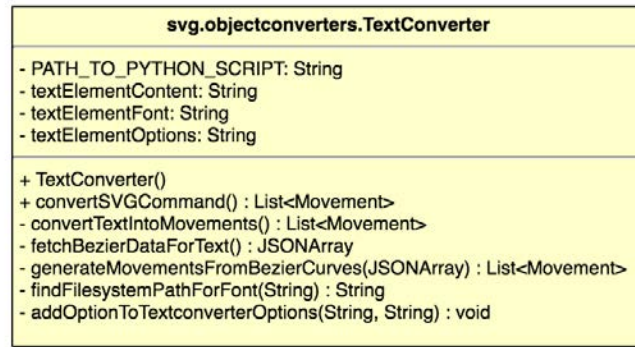 svg.objectconverters.TextConverter
- PATH_TO_PYTHON_SCRIPT: String
- textElementContent: String
- textElementFont: String
- textElementOptions: String
+ TextConverter()
+ convertSVGCommand() : List<Movement>
- convertTextIntoMovements() : List<Movement>
- fetchBezierDataForText() : JSONArray
- generateMovementsFromBezierCurves(JSONArray) : List<Movement>
- findFilesystemPathForFont(String) : String
- addOptionToTextconverterOptions(String, String) : void